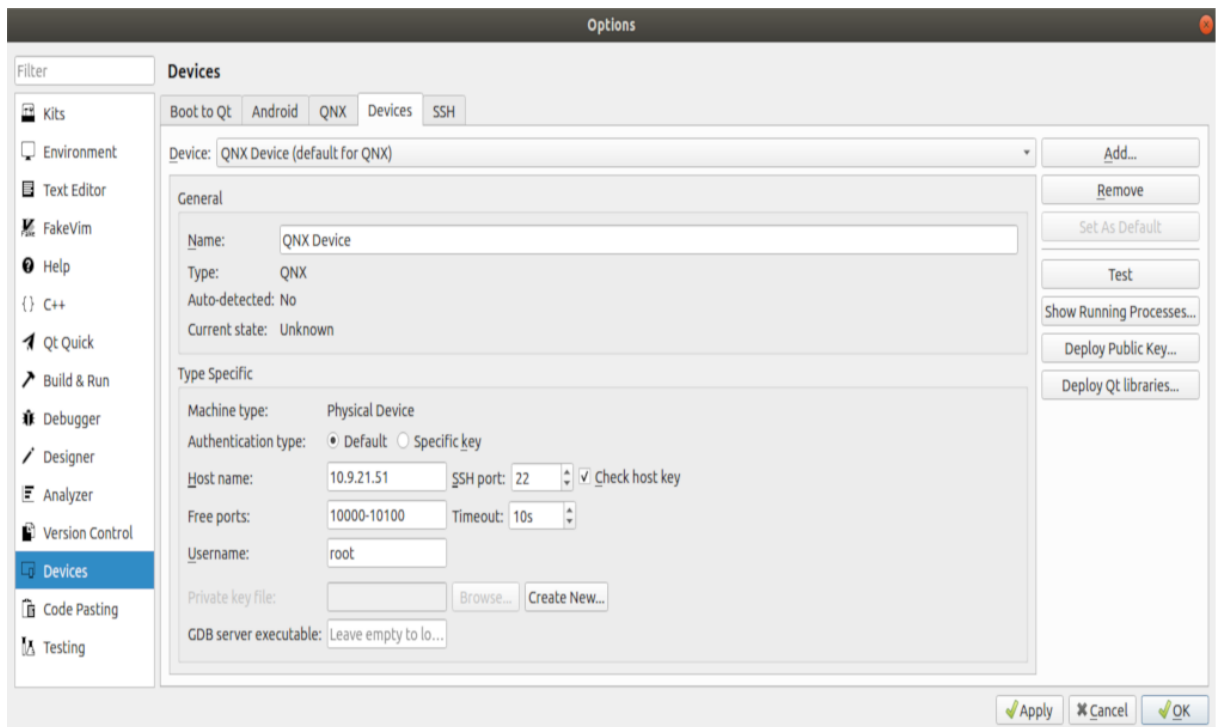 Options
Filter
Kits
Environment
Text Editor
FakeVim
Help
{} C++
Qt Quick
Build & Run
Debugger
Designer
Analyzer
Version Control
Devices
Code Pasting
Testing
Devices
Boot to Qt Android QNX Devices SSH
Device: QNX Device (default for QNX)
General
Name: QNX Device
Type: QNX
Auto-detected: No
Current state: Unknown
Type Specific
Machine type: Physical Device
Authentication type: Default Specific key
Host name: 10.9.21.51 SSH port: 22 Check host key
Free ports: 10000-10100 Timeout: 10s
Username: root
Private key file: Browse... Create New...
GDB server executable: Leave empty to lo...
Add...
Remove
Set As Default
Test
Show Running Processes...
Deploy Public Key...
Deploy Qt libraries...
Apply Cancel OK